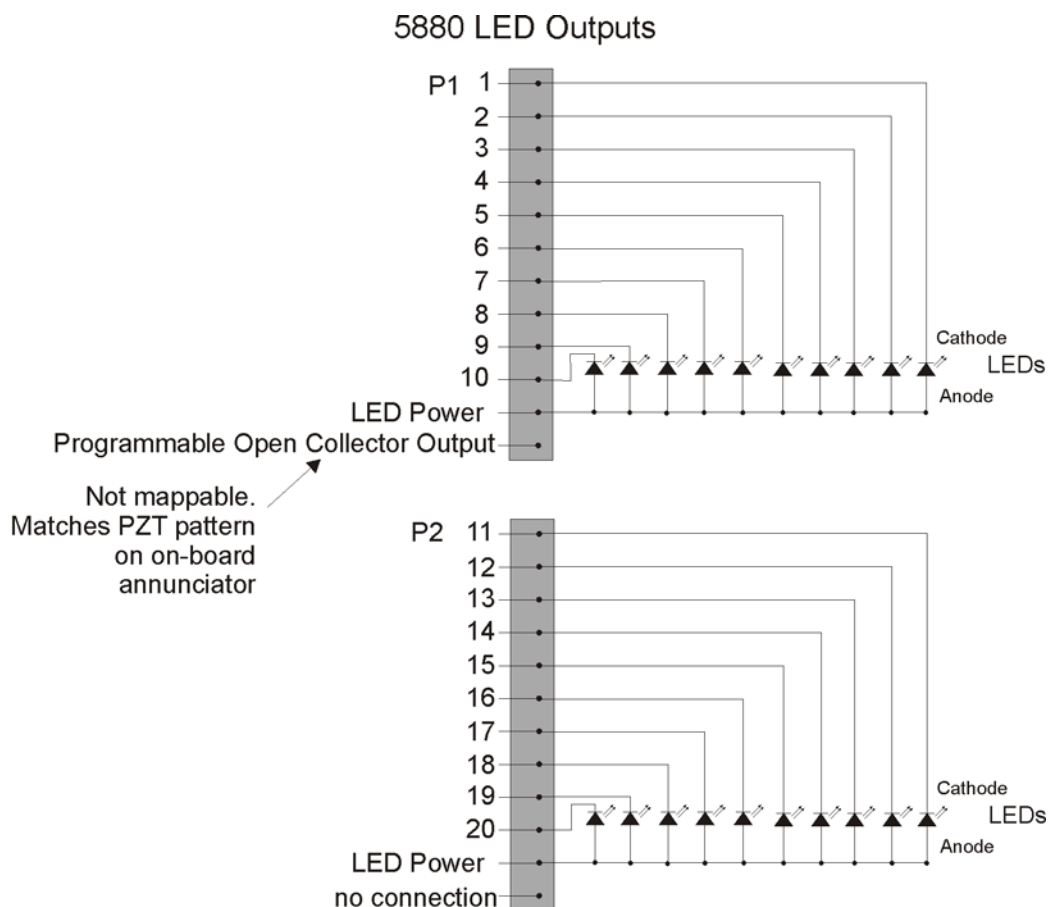 5880 LED Outputs
P1 1
2
3
4
5
6
7
8
9
10
Cathode
LEDs
Anode
LED Power
Programmable Open Collector Output
Not mappable.
Matches PZT pattern
on on-board
annunciator
P2 11
12
13
14
15
16
17
18
19
20
Cathode
LEDs
Anode
LED Power
no connection